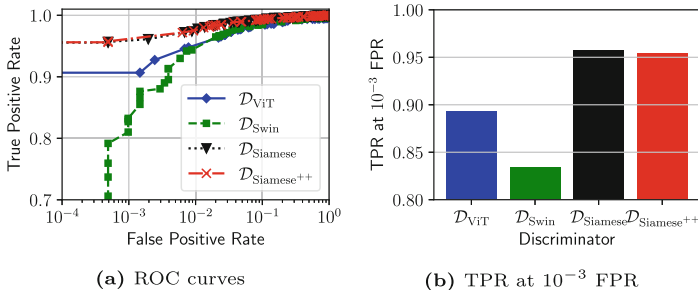 1.0
0.9
0.8
0.7
True Positive Rate
10^{-4}
10^{-3}
10^{-2}
10^{-1}
10^{0}
False Positive Rate
D_ViT
D_Swin
D_Siamese
D_Siamese++
(a) ROC curves
1.00
0.95
0.90
0.85
0.80
TPR at 10^{-3} FPR
D_ViT
D_Swin
D_Siamese
D_Siamese++
Discriminator
(b) TPR at 10^{-3} FPR